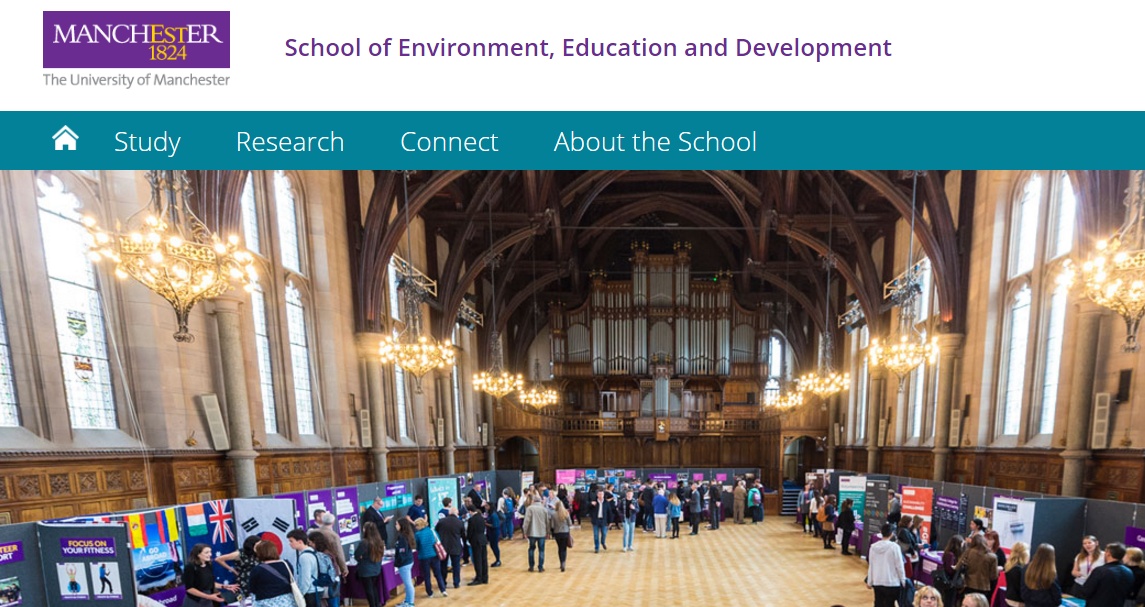 MANCHESTER
1824
The University of Manchester
School of Environment, Education and Development
Study
Research
Connect
About the School
FOCUS ON
YOUR FITNESS
GO
ABROAD